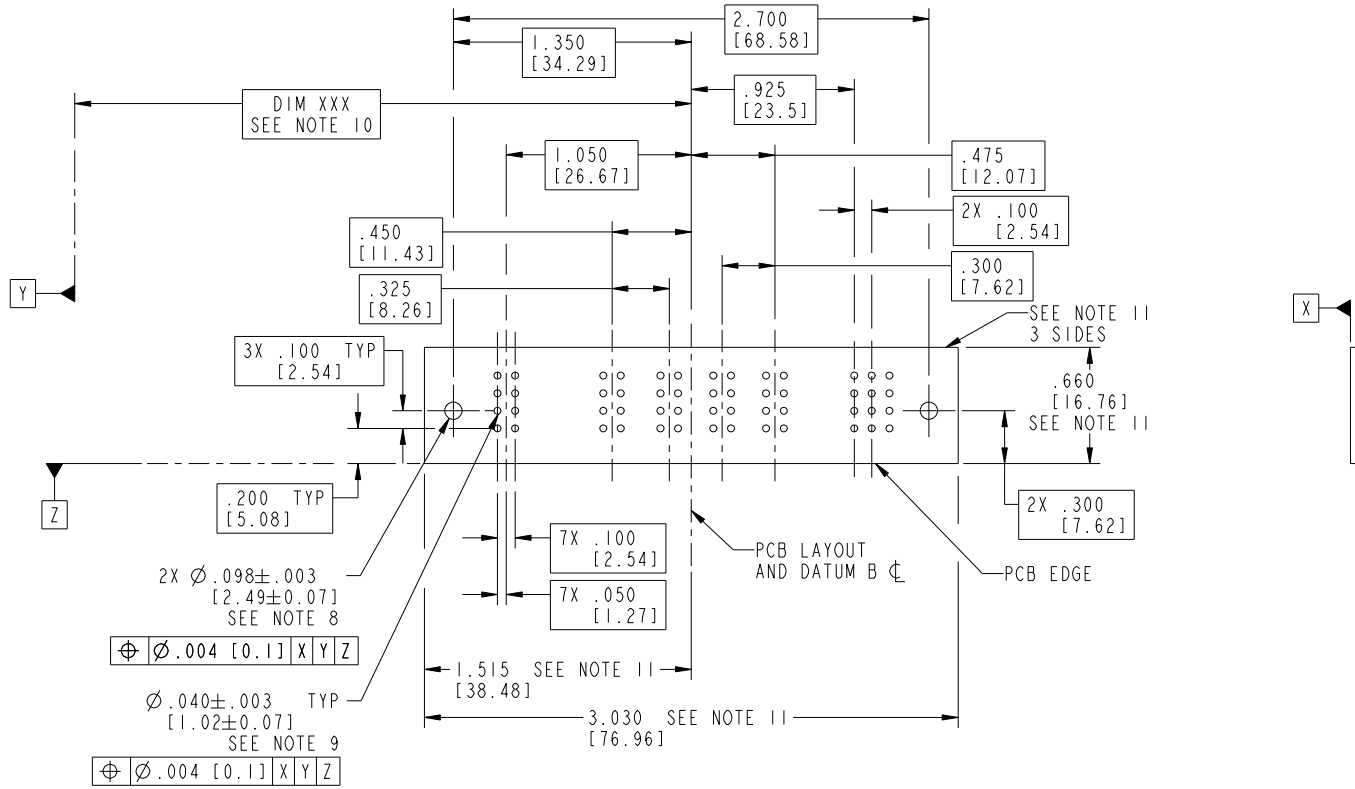 2.700
[68.58]
1.350
[34.29]
.925
[23.5]
DIM XXX
SEE NOTE 10
1.050
[26.67]
.475
[12.07]
2X .100
[2.54]
.450
[11.43]
.300
[7.62]
.325
[8.26]
Y
X
SEE NOTE 11
3 SIDES
3X .100 TYP
[2.54]
.660
[16.76]
SEE NOTE 11
.200 TYP
[5.08]
Z
2X .300
[7.62]
7X .100
[2.54]
PCB LAYOUT
AND DATUM B ℄
PCB EDGE
2X Ø.098±.003
[2.49±0.07]
SEE NOTE 8
7X .050
[1.27]
⌖ Ø.004 [0.1] X Y Z
1.515 SEE NOTE 11
[38.48]
Ø.040±.003 TYP
[1.02±0.07]
SEE NOTE 9
3.030 SEE NOTE 11
[76.96]
⌖ Ø.004 [0.1] X Y Z